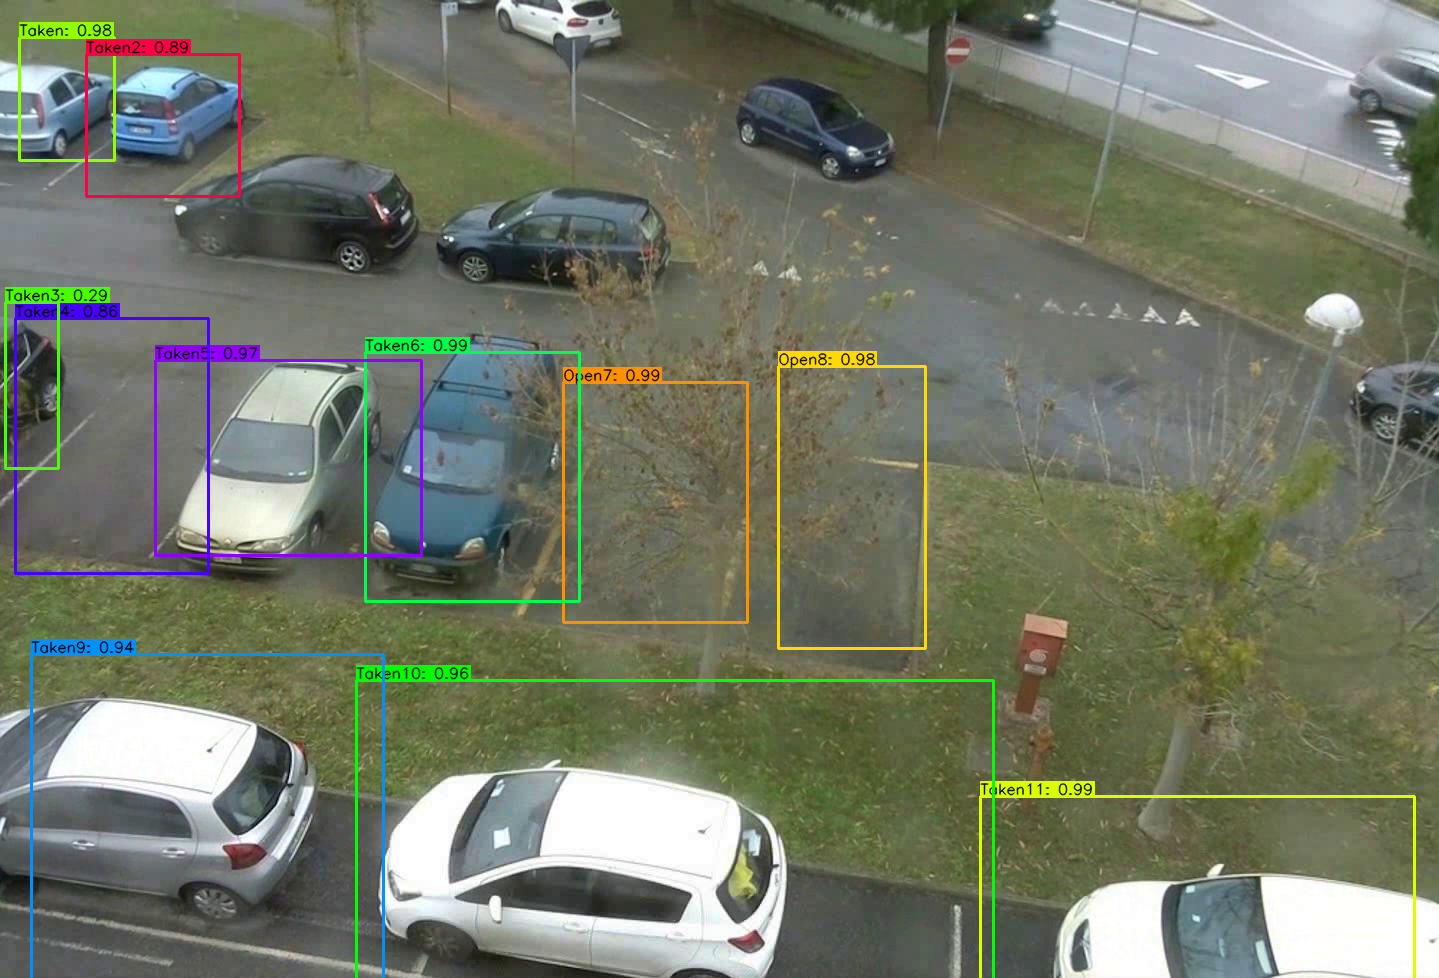 Taken: 0.98
Taken2: 0.89
Taken3: 0.29
Taken4: 0.86
Taken5: 0.97
Taken6: 0.99
Open7: 0.99
Open8: 0.98
Taken9: 0.94
Taken10: 0.96
Taken11: 0.99